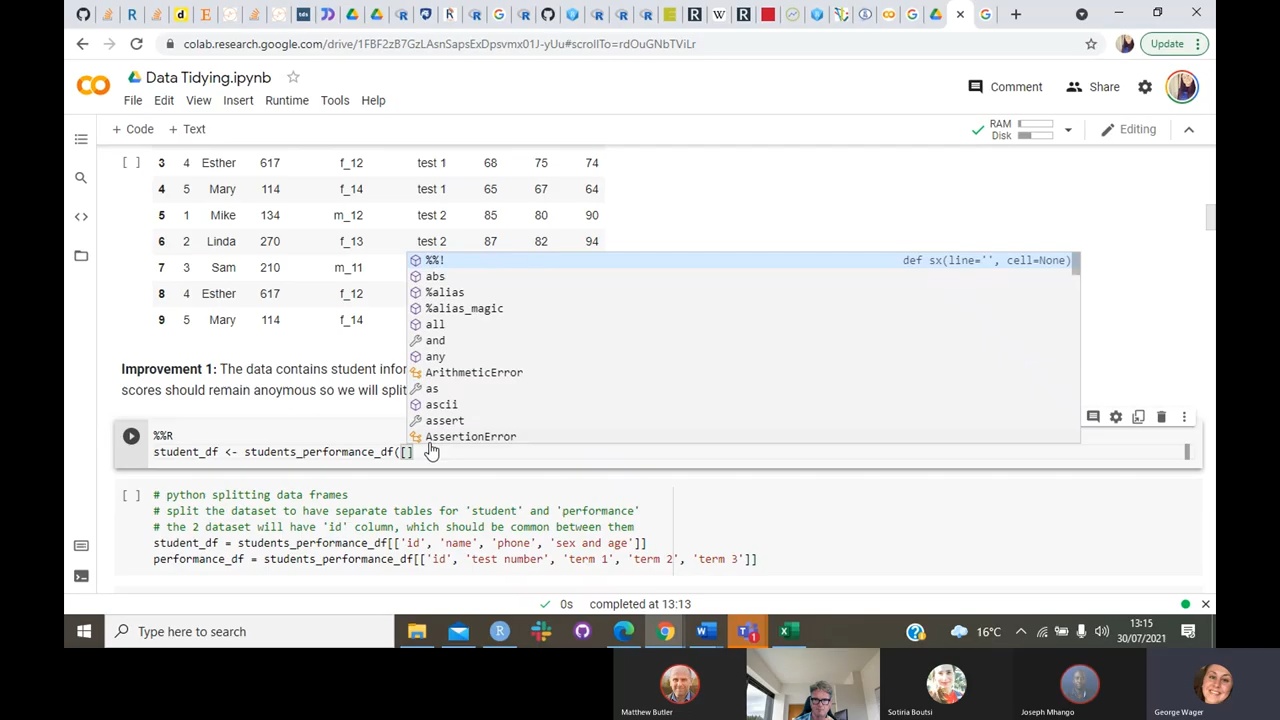 colab.research.google.com/drive/1FBF2zB7GzLAsnSapsExDpsvmx01J-yUu#scrollTo=rdOuGNbTViLr
Update
Data Tidying.ipynb
Comment
Share
File Edit View Insert Runtime Tools Help
+ Code + Text
RAM
Disk
Editing
[ ] 3 4 Esther 617 f_12 test 1 68 75 74
4 5 Mary 114 f_14 test 1 65 67 64
5 1 Mike 134 m_12 test 2 85 80 90
6 2 Linda 270 f_13 test 2 87 82 94
7 3 Sam 210 m_11
8 4 Esther 617 f_12
9 5 Mary 114 f_14
%%! def sx(line='', cell=None)
abs
%alias
%alias_magic
all
and
any
ArithmeticError
as
ascii
assert
AssertionError
Improvement 1: The data contains student infor
scores should remain anoymous so we will split
%%R
student_df <- students_performance_df([]
[ ] # python splitting data frames
# split the dataset to have separate tables for 'student' and 'performance'
# the 2 dataset will have 'id' column, which should be common between them
student_df = students_performance_df[['id', 'name', 'phone', 'sex and age']]
performance_df = students_performance_df[['id', 'test number', 'term 1', 'term 2', 'term 3']]
0s completed at 13:13
Type here to search
16°C
13:15
30/07/2021
Matthew Butler
Sotiria Boutsi
Joseph Mhango
George Wager